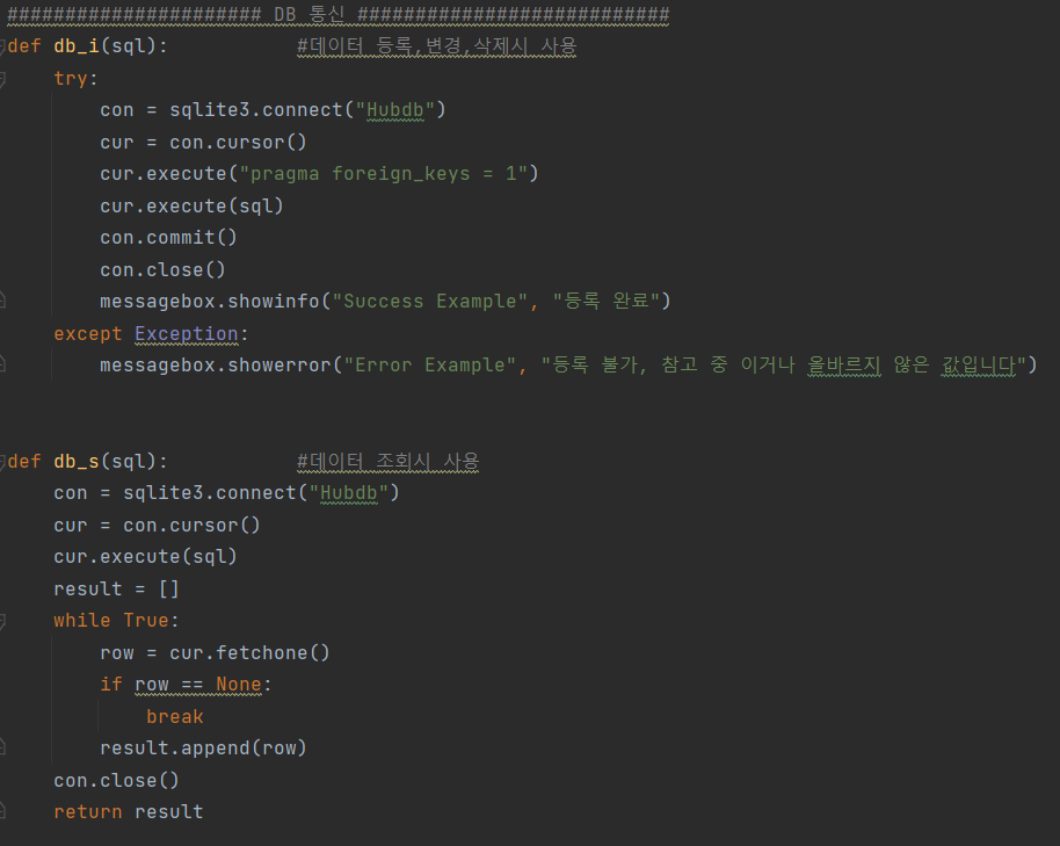 ###################### DB 통신 ###########################
def db_i(sql):           #데이터 등록,변경,삭제시 사용
    try:
        con = sqlite3.connect("Hubdb")
        cur = con.cursor()
        cur.execute("pragma foreign_keys = 1")
        cur.execute(sql)
        con.commit()
        con.close()
        messagebox.showinfo("Success Example", "등록 완료")
    except Exception:
        messagebox.showerror("Error Example", "등록 불가, 참고 중 이거나 올바르지 않은 값입니다")
def db_s(sql):           #데이터 조회시 사용
    con = sqlite3.connect("Hubdb")
    cur = con.cursor()
    cur.execute(sql)
    result = []
    while True:
        row = cur.fetchone()
        if row == None:
            break
        result.append(row)
    con.close()
    return result